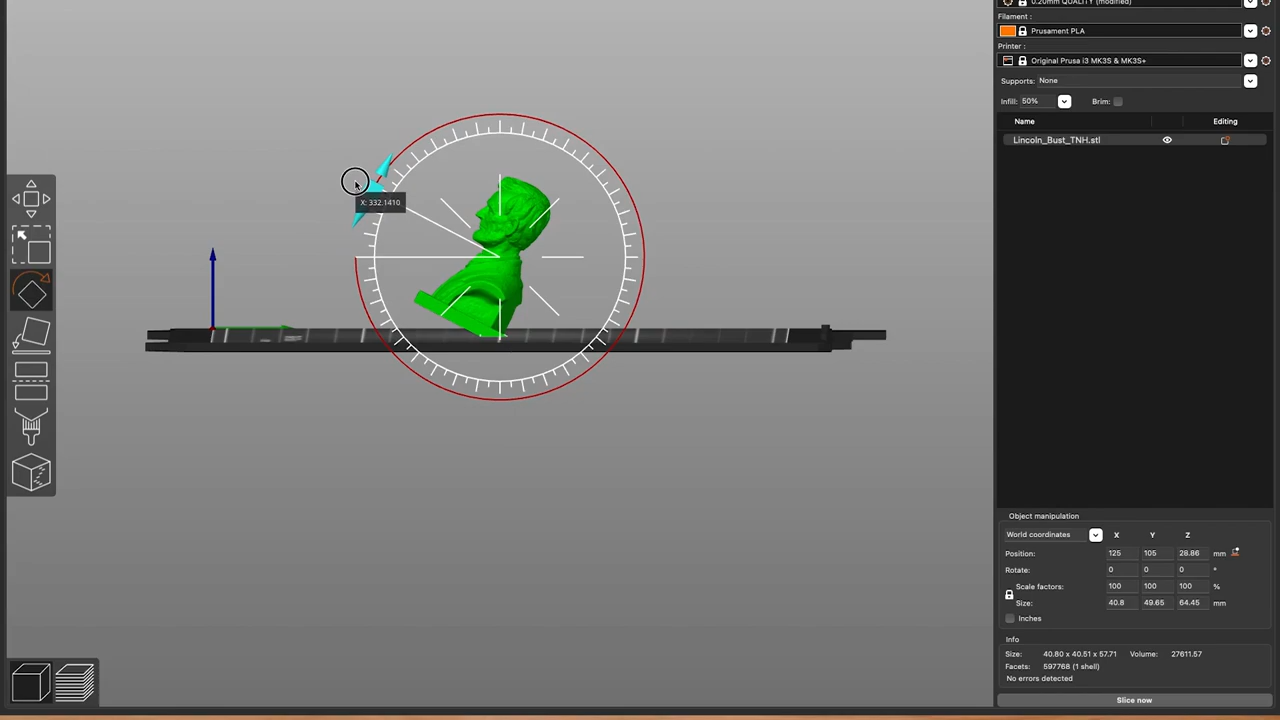 0.20mm QUALITY (modified)
Filament :
Prusament PLA
Printer :
Original Prusa i3 MK3S & MK3S+
Supports: None
Infill: 50% Brim:
Name Editing
Lincoln_Bust_TNH.stl
X: 332.1410
Object manipulation
World coordinates X Y Z
Position: 125 105 28.86 mm
Rotate: 0 0 0 °
Scale factors: 100 100 100 %
Size: 40.8 49.65 64.45 mm
Inches
Info
Size: 40.80 x 40.51 x 57.71 Volume: 27611.57
Facets: 597768 (1 shell)
No errors detected
Slice now